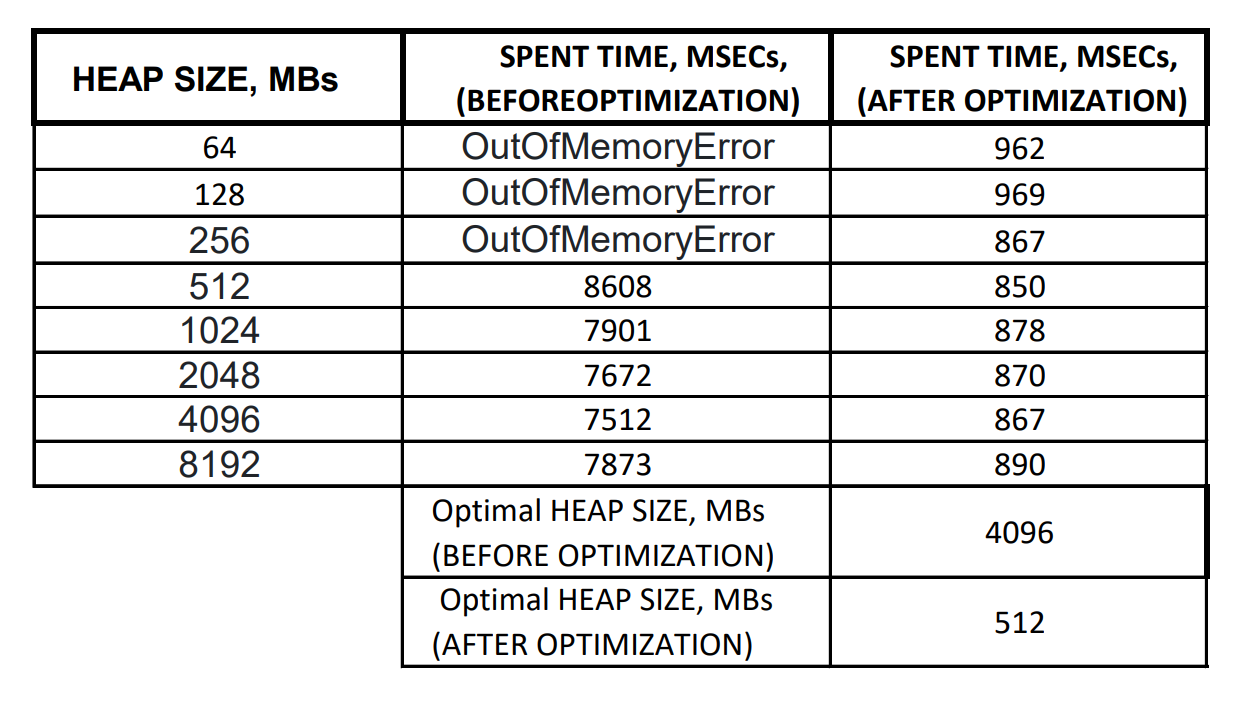 HEAP SIZE, MBs
SPENT TIME, MSECs,
(BEFOREOPTIMIZATION)
SPENT TIME, MSECs,
(AFTER OPTIMIZATION)
64 OutOfMemoryError 962
128 OutOfMemoryError 969
256 OutOfMemoryError 867
512 8608 850
1024 7901 878
2048 7672 870
4096 7512 867
8192 7873 890
Optimal HEAP SIZE, MBs
(BEFORE OPTIMIZATION)
4096
Optimal HEAP SIZE, MBs
(AFTER OPTIMIZATION)
512